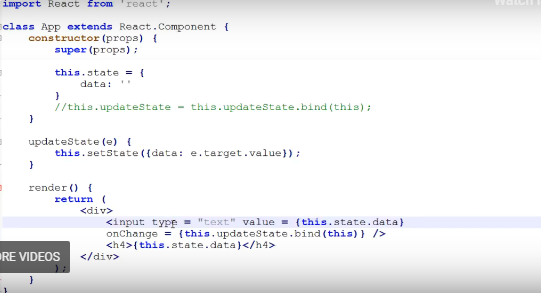 import React from 'react';
class App extends React.Component {
constructor(props) {
super(props);
this.state = {
data: ''
}
//this.updateState = this.updateState.bind(this);
}
updateState(e) {
this.setState({data: e.target.value});
}
render() {
return (
<div>
<input type = "text" value = {this.state.data}
onChange = {this.updateState.bind(this)} />
<h4>{this.state.data}</h4>
</div>
);
}
}
RE VIDEOS